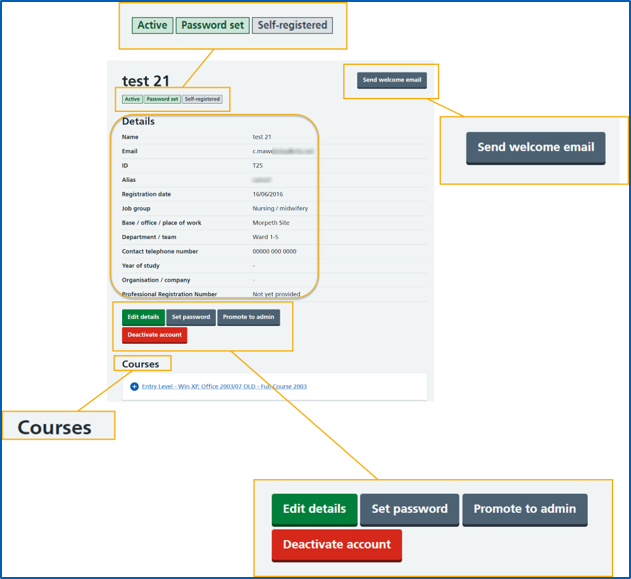 Active Password set Self-registered
test 21
Send welcome email
Active Password set Self-registered
Send welcome email
Details
Name test 21
Email c.mawe
ID T25
Alias
Registration date 16/06/2016
Job group Nursing / midwifery
Base / office / place of work Morpeth Site
Department / team Ward 1-5
Contact telephone number 00000 000 0000
Year of study -
Organisation / company -
Professional Registration Number Not yet provided
Edit details Set password Promote to admin
Deactivate account
Courses
Entry Level - Win XP, Office 2003/07 OLD - Full Course 2003
Courses
Edit details Set password Promote to admin
Deactivate account